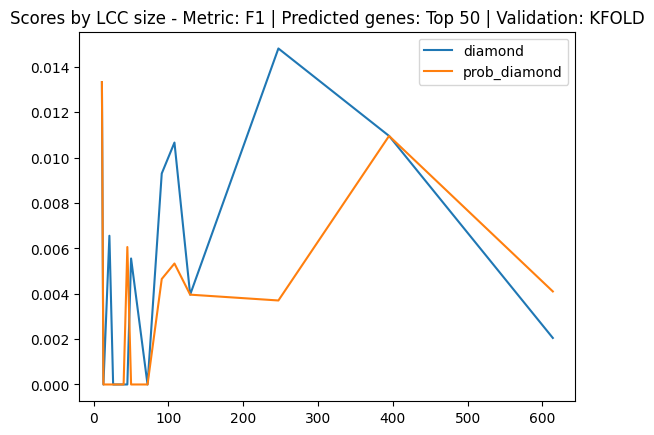 Scores by LCC size - Metric: F1 | Predicted genes: Top 50 | Validation: KFOLD
diamond
prob_diamond
0.014
0.012
0.010
0.008
0.006
0.004
0.002
0.000
0 100 200 300 400 500 600